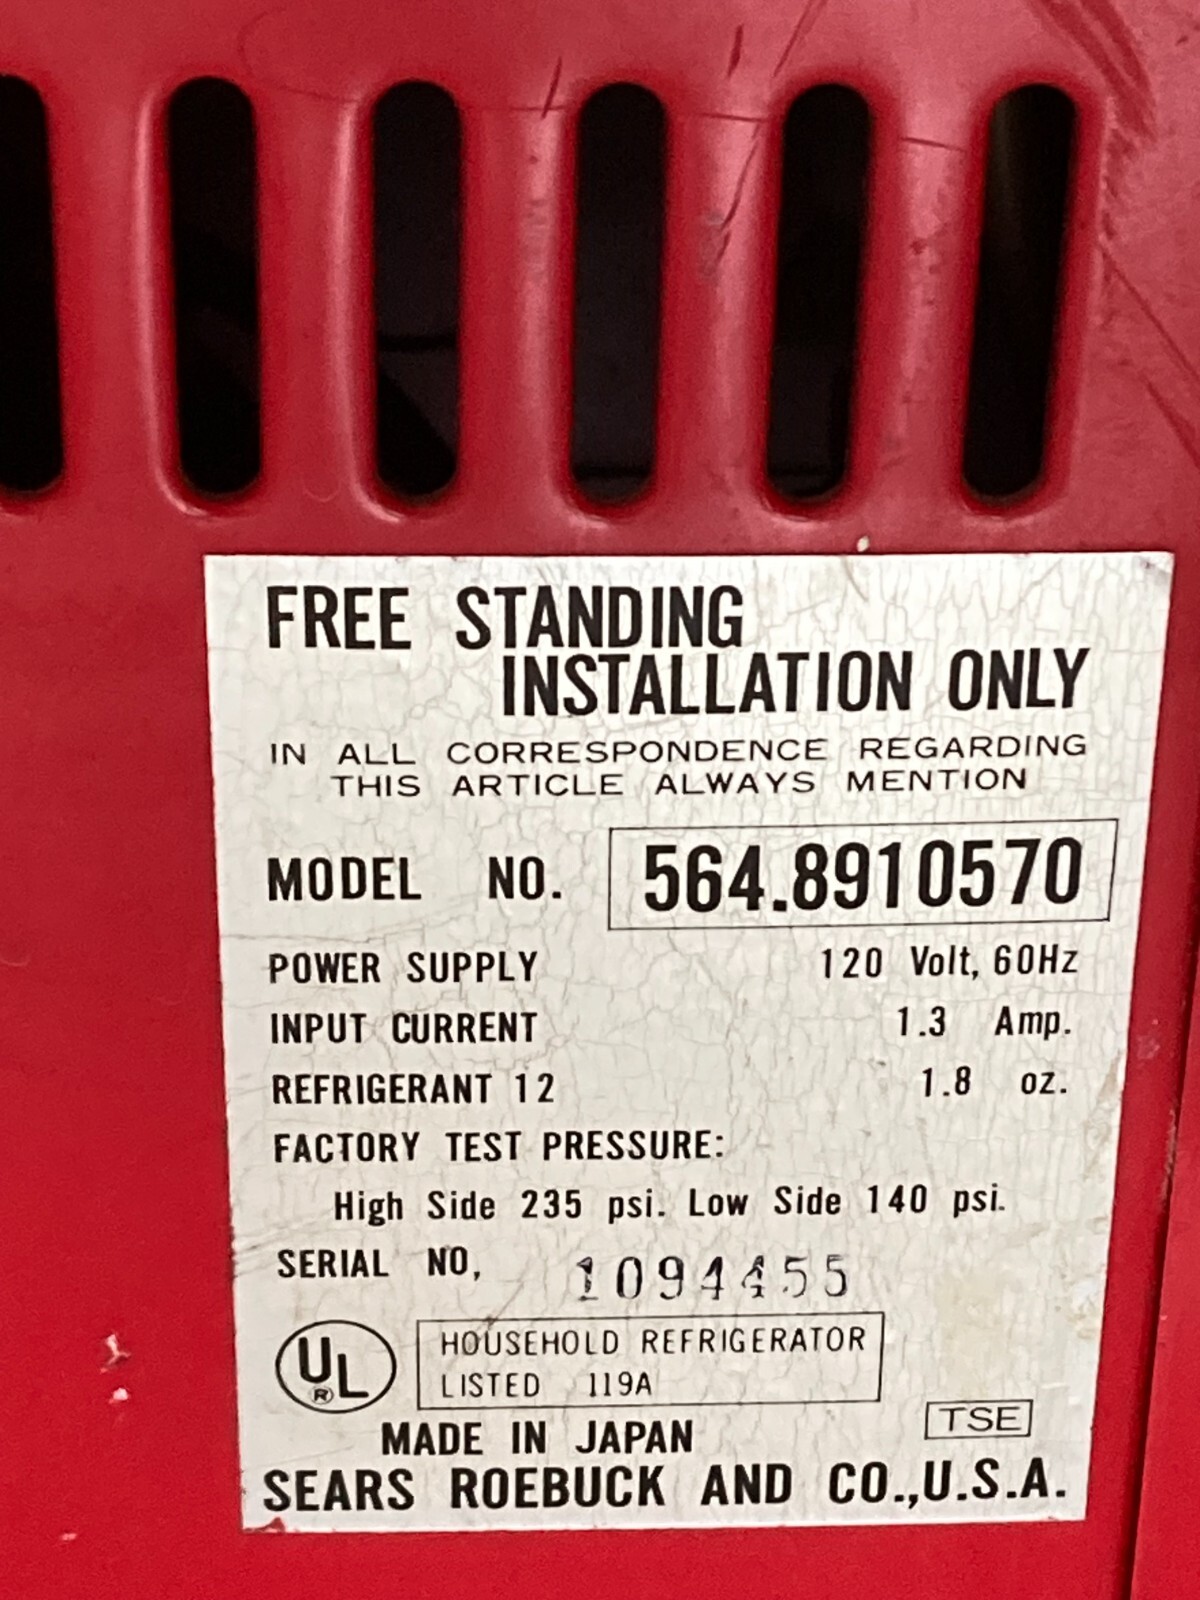 FREE STANDING
INSTALLATION ONLY
IN ALL CORRESPONDENCE REGARDING
THIS ARTICLE ALWAYS MENTION
MODEL NO. 564.8910570
POWER SUPPLY 120 Volt, 60Hz
INPUT CURRENT 1.3 Amp.
REFRIGERANT 12 1.8 oz.
FACTORY TEST PRESSURE:
High Side 235 psi. Low Side 140 psi.
SERIAL NO, 1094455
UL ® HOUSEHOLD REFRIGERATOR
LISTED 119A
MADE IN JAPAN TSE
SEARS ROEBUCK AND CO.,U.S.A.